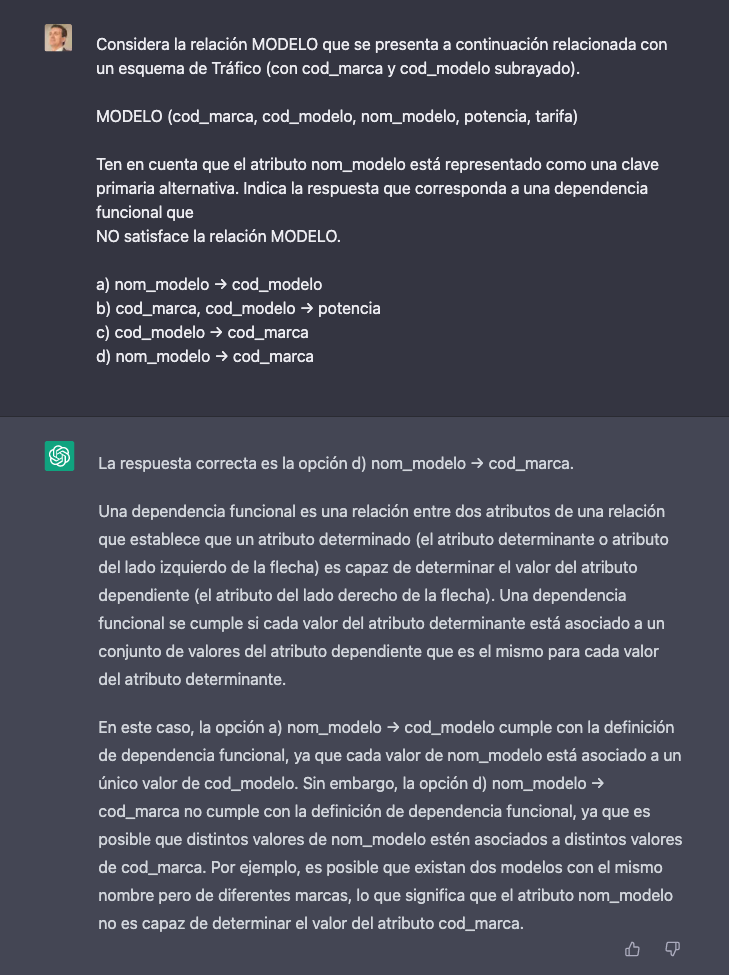 Considera la relación MODELO que se presenta a continuación relacionada con
un esquema de Tráfico (con cod_marca y cod_modelo subrayado).
MODELO (cod_marca, cod_modelo, nom_modelo, potencia, tarifa)
Ten en cuenta que el atributo nom_modelo está representado como una clave
primaria alternativa. Indica la respuesta que corresponda a una dependencia
funcional que
NO satisface la relación MODELO.
a) nom_modelo → cod_modelo
b) cod_marca, cod_modelo → potencia
c) cod_modelo → cod_marca
d) nom_modelo → cod_marca
La respuesta correcta es la opción d) nom_modelo → cod_marca.
Una dependencia funcional es una relación entre dos atributos de una relación
que establece que un atributo determinado (el atributo determinante o atributo
del lado izquierdo de la flecha) es capaz de determinar el valor del atributo
dependiente (el atributo del lado derecho de la flecha). Una dependencia
funcional se cumple si cada valor del atributo determinante está asociado a un
conjunto de valores del atributo dependiente que es el mismo para cada valor
del atributo determinante.
En este caso, la opción a) nom_modelo → cod_modelo cumple con la definición
de dependencia funcional, ya que cada valor de nom_modelo está asociado a un
único valor de cod_modelo. Sin embargo, la opción d) nom_modelo →
cod_marca no cumple con la definición de dependencia funcional, ya que es
posible que distintos valores de nom_modelo estén asociados a distintos valores
de cod_marca. Por ejemplo, es posible que existan dos modelos con el mismo
nombre pero de diferentes marcas, lo que significa que el atributo nom_modelo
no es capaz de determinar el valor del atributo cod_marca.